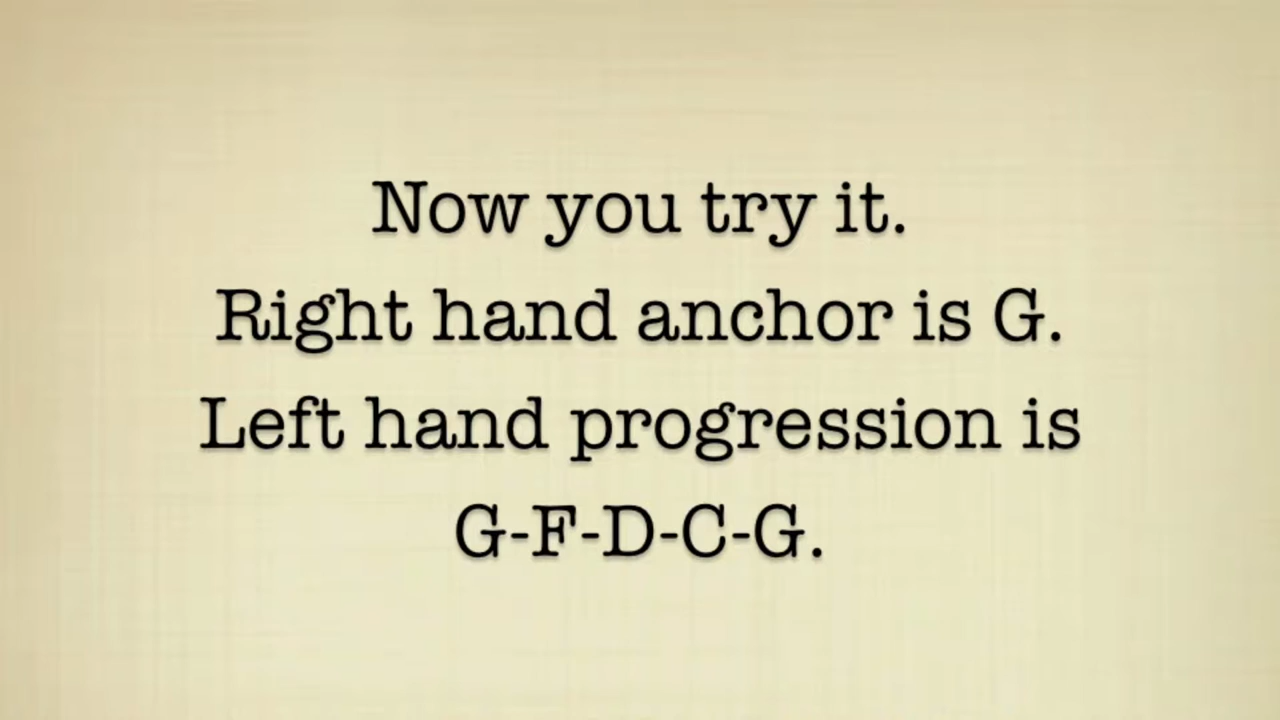 Now you try it.
Right hand anchor is G.
Left hand progression is
G-F-D-C-G.